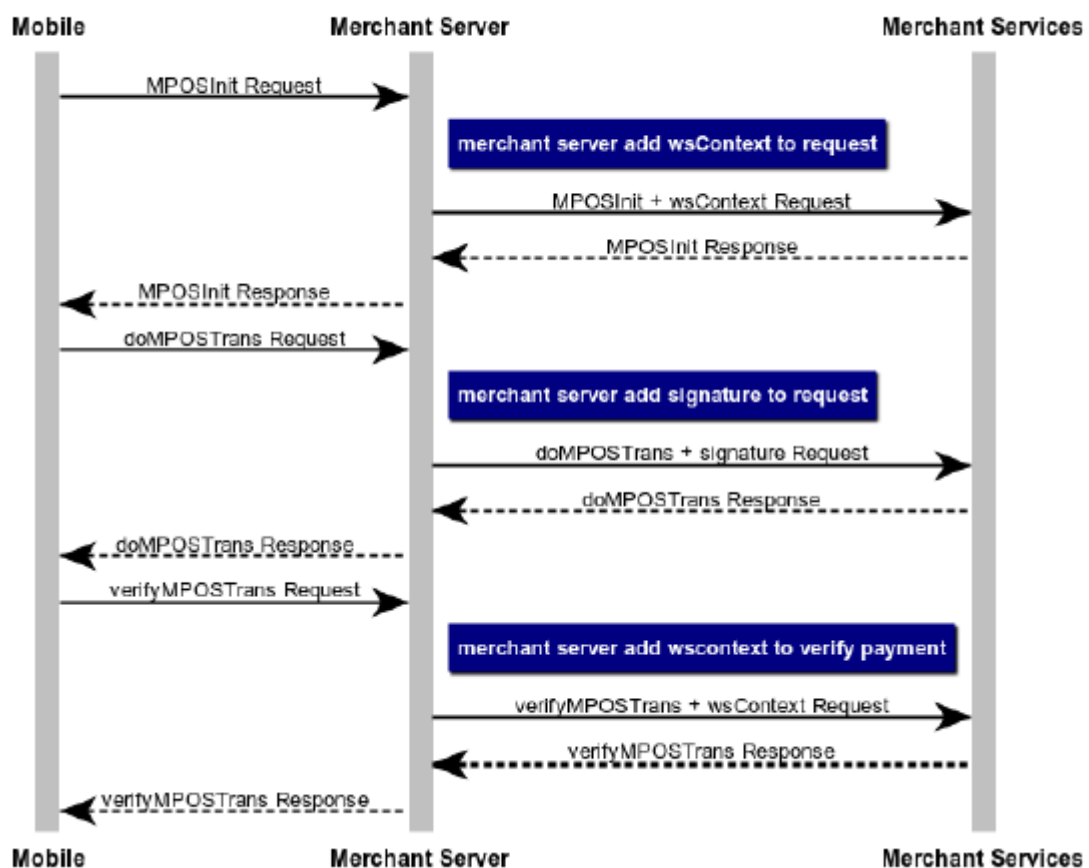 Mobile Merchant Server Merchant Services
MPOSInit Request
merchant server add wsContext to request
MPOSInit + wsContext Request
MPOSInit Response
MPOSInit Response
doMPOSTrans Request
merchant server add signature to request
doMPOSTrans + signature Request
doMPOSTrans Response
doMPOSTrans Response
verifyMPOSTrans Request
merchant server add wscontext to verify payment
verifyMPOSTrans + wsContext Request
verifyMPOSTrans Response
verifyMPOSTrans Response
Mobile Merchant Server Merchant Services